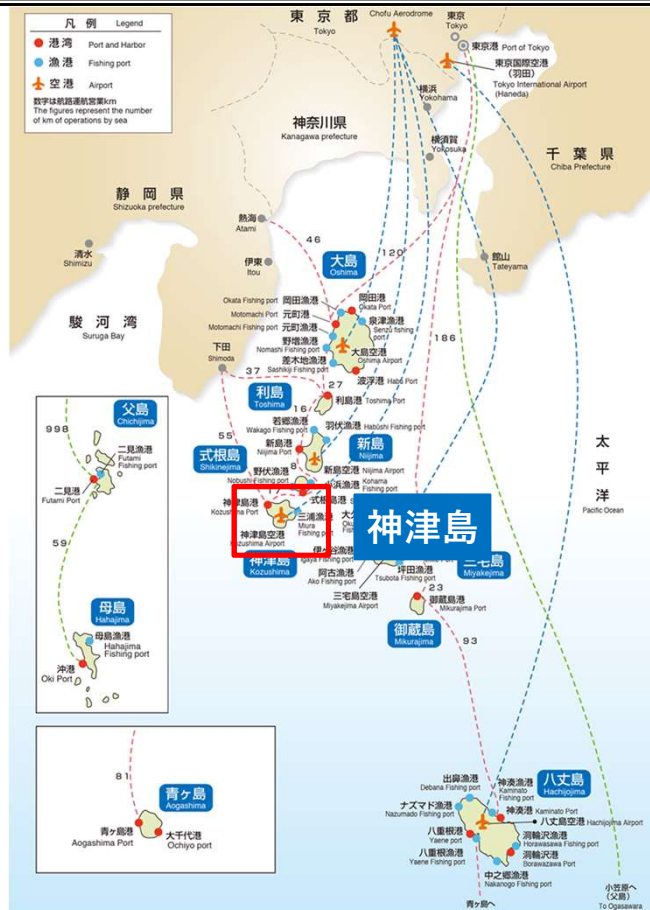 凡 例 Legend
港湾 Port and Harbor
漁港 Fishing port
空港 Airport
数字は航路運航営業km
The figures represent the number
of km of operations by sea
東京都
Tokyo
Chofu Aerodrome
東京
Tokyo
東京港 Port of Tokyo
東京国際空港
(羽田)
Tokyo International Airport
(Haneda)
横浜
Yokohama
神奈川県
Kanagawa prefecture
横須賀
Yokosuka
千葉県
Chiba Prefecture
静岡県
Shizuoka prefecture
熱海
Atami
清水
Shimizu
伊東
Itou
館山
Tateyama
46
120
186
大島
Oshima
駿河湾
Suruga Bay
Okata Fishing port 岡田漁港
岡田港
Okata Port
Motomachi Port 元町港
泉津漁港
Senzu fishing port
Motomachi Fishing port 元町漁港
野増漁港
Nomashi Fishing port
大島空港
Oshima Airport
差木地漁港
Sashikiji Fishing port
波浮港 Habu Port
下田
Shimoda
37
27
利島
Toshima
利島港 Toshima Port
16
55
若郷漁港
Wakago Fishing port
羽伏漁港 Habushi Fishing port
新島港
Niijima Port
新島
Niijima
式根島
Shikinejima
8
新島空港 Niijima Airport
野伏漁港
Nobushi Fishing port
小浜漁港
Kohama
Fishing port
式根島港
神津島港
Kozushima Port
三浦漁港
Miura
Fishing port
神津島空港
Kozushima Airport
神津島
神津島
Kozushima
三宅島
Miyakejima
阿古漁港
Ako Fishing port
坪田漁港
Tsubota Fishing port
三宅島空港
Miyakejima Airport
23
御蔵島港
Mikurajima Port
御蔵島
Mikurajima
93
太平洋
Pacific Ocean
998
父島
Chichijima
二見漁港
Futami
Fishing port
二見港
Futami Port
59
母島
Hahajima
母島漁港
Hahajima
Fishing port
沖港
Oki Port
81
青ヶ島
Aogashima
青ヶ島港
Aogashima Port
大千代港
Ochiyo port
出鼻漁港
Debana Fishing port
神湊漁港
Kaminato
Fishing port
八丈島
Hachijojima
ナズマド漁港
Nazumado Fishing port
神湊港 Kaminato Port
八丈島空港 Hachijojima Airport
八重根港
Yaene port
洞輪沢漁港
Horawasawa Fishing port
八重根漁港
Yaene Fishing port
洞輪沢港
Borawazawa Port
中之郷漁港
Nakanogo Fishing port
青ヶ島へ
小笠原へ
(父島)
To Ogasawara